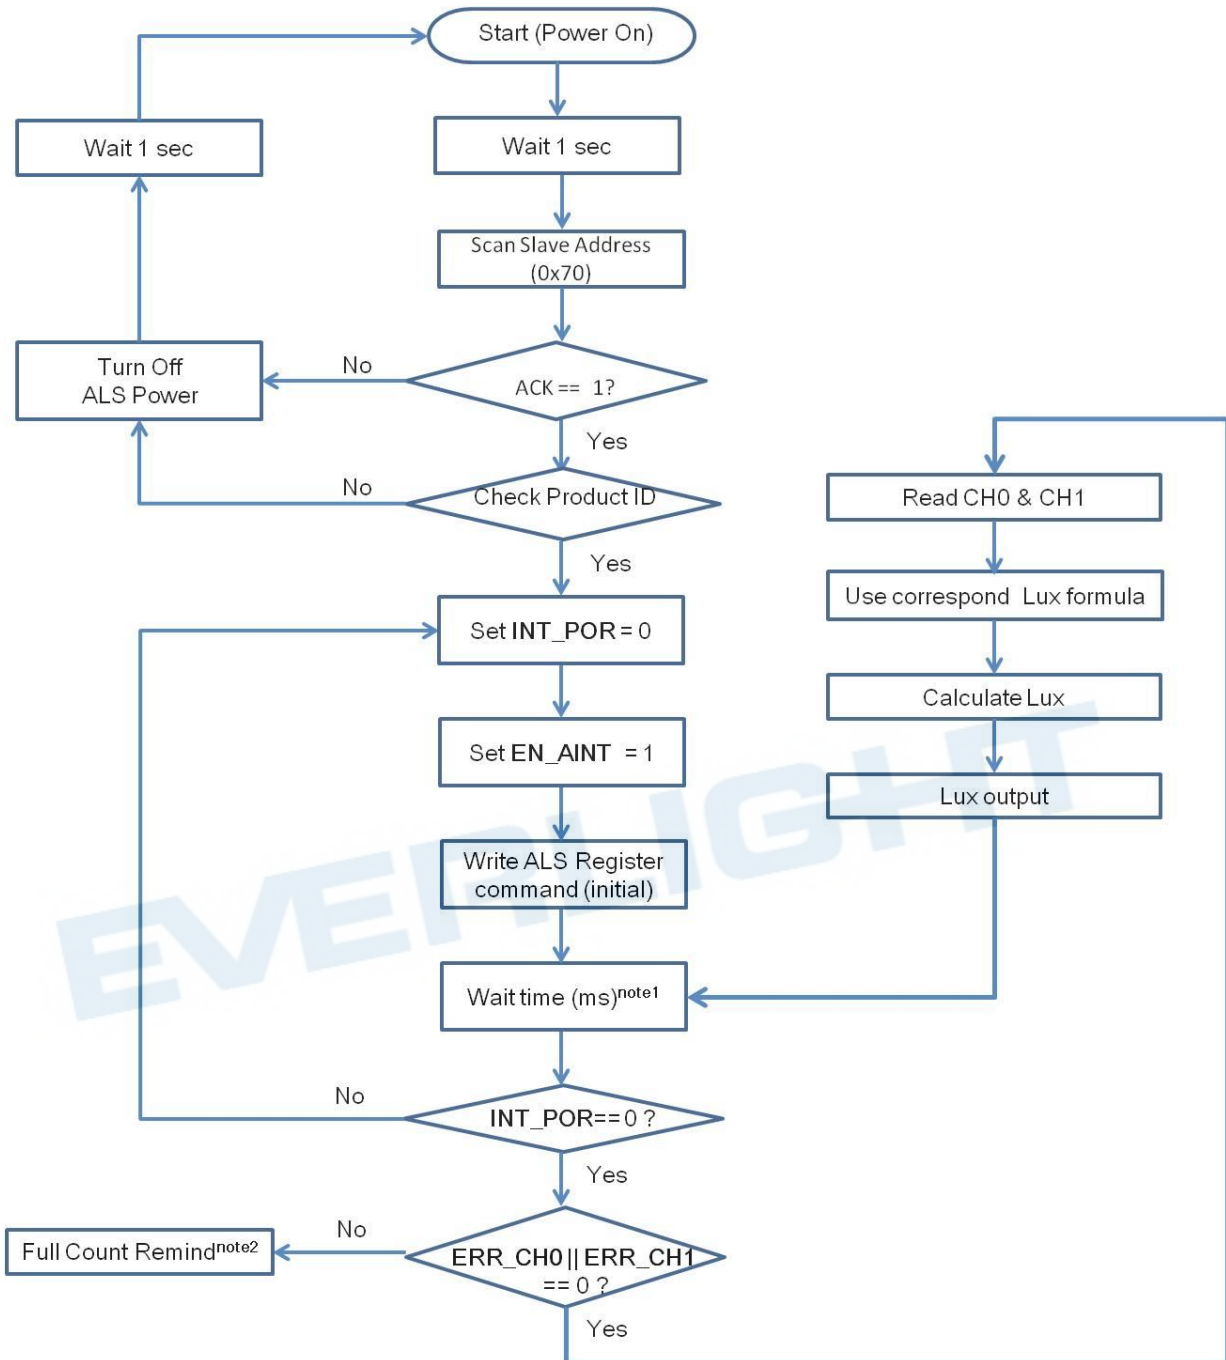 Start (Power On)
Wait 1 sec
Wait 1 sec
Scan Slave Address
(0x70)
Turn Off
ALS Power
No
ACK == 1?
Yes
No
Check Product ID
Yes
Read CH0 & CH1
Use correspond Lux formula
Set INT_POR = 0
Calculate Lux
Set EN_AINT = 1
Lux output
Write ALS Register
command (initial)
Wait time (ms)note1
No
INT_POR==0 ?
Yes
No
Full Count Remindnote2
ERR_CH0 || ERR_CH1
== 0 ?
Yes
EVERLIGHT